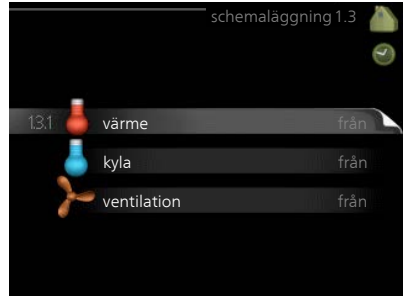 schemaläggning 1.3
1.3.1 värme från
kyla från
ventilation från